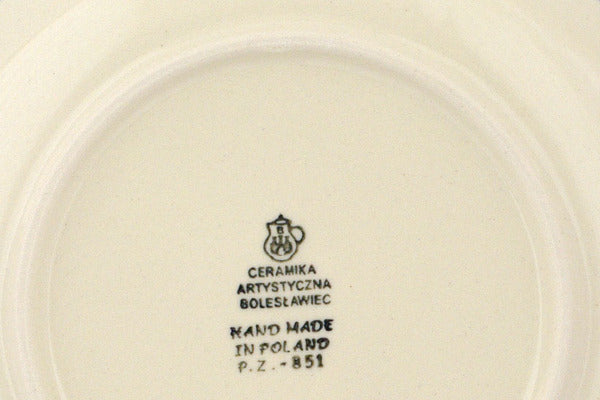 B
CERAMIKA
ARTYSTYCZNA
BOLESŁAWIEC
HAND MADE
IN POLAND
P.Z.-851